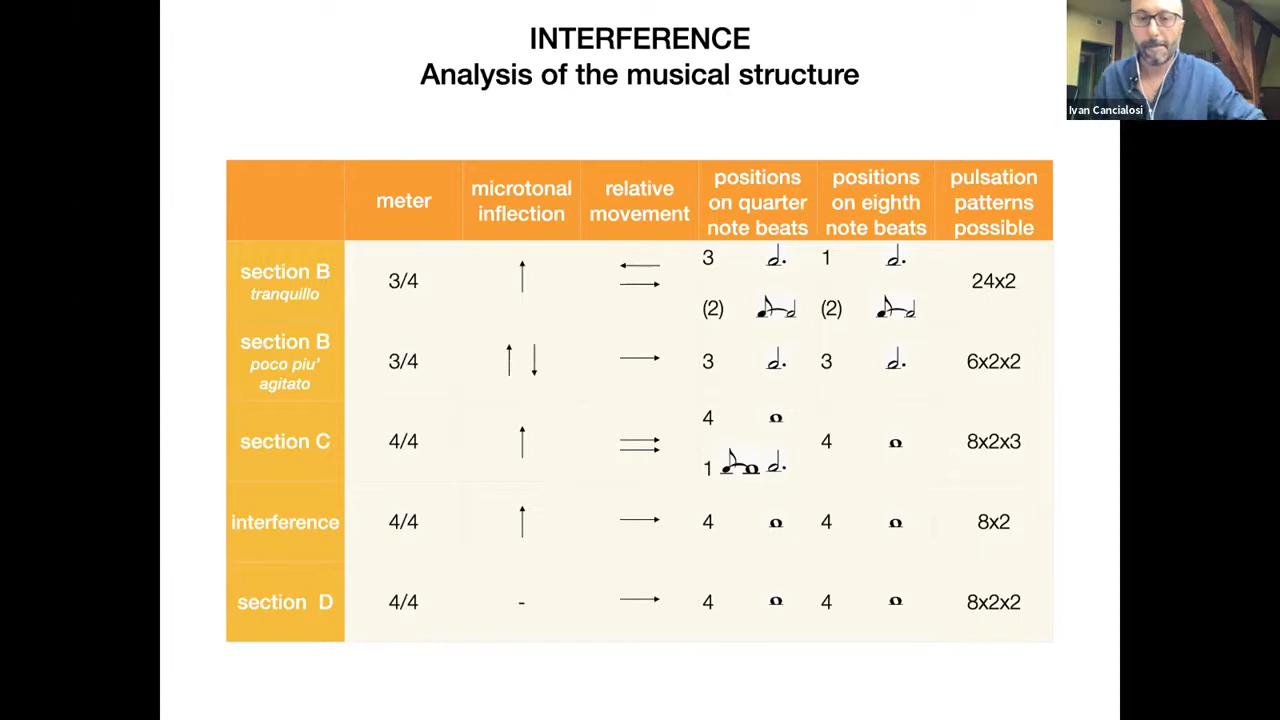 INTERFERENCE
Analysis of the musical structure
Ivan Cancialosi
meter
microtonal
inflection
relative
movement
positions
on quarter
note beats
positions
on eighth
note beats
pulsation
patterns
possible
section B
tranquillo
3/4
3
(2)
1
(2)
24x2
section B
poco piu'
agitato
3/4
3
3
6x2x2
section C
4/4
4
1
4
8x2x3
interference
4/4
4
4
8x2
section D
4/4
-
4
4
8x2x2